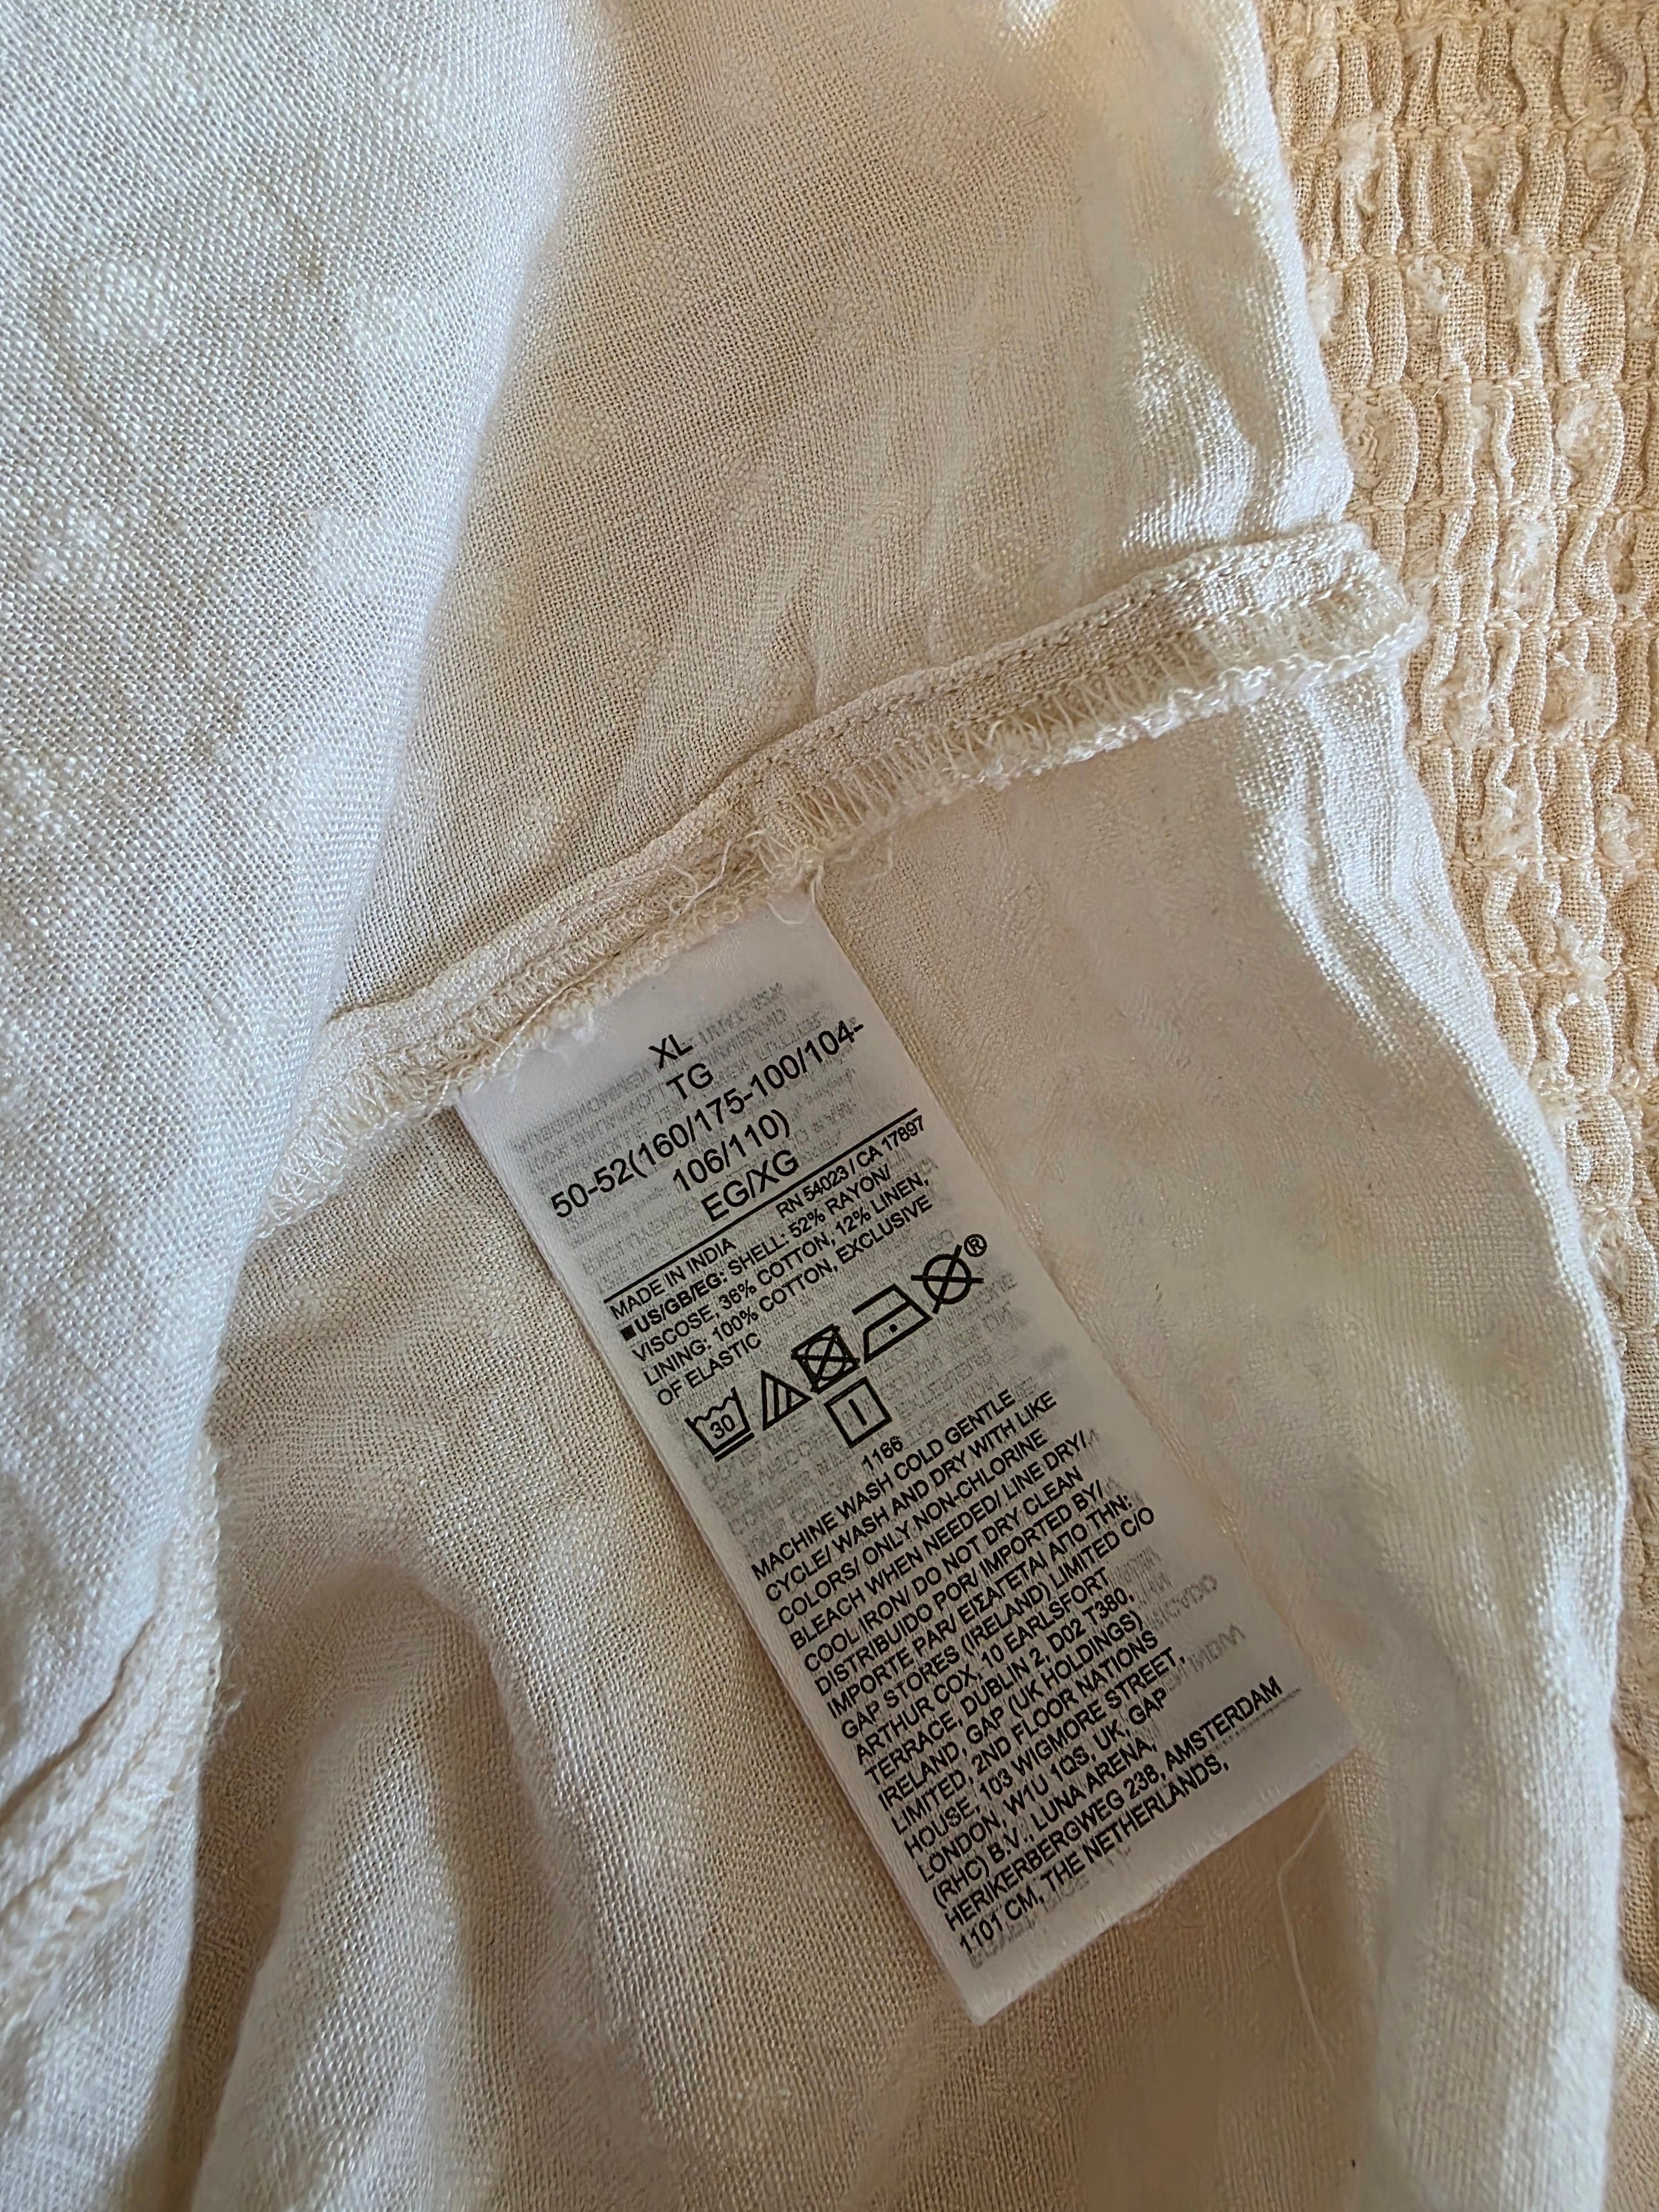 XL
TG
50-52(160/175-100/104-
106/110)
EG/XG
MADE IN INDIA RN 54023 / CA 17897
■US/GB/EG: SHELL: 52% RAYON/
VISCOSE, 36% COTTON, 12% LINEN,
LINING: 100% COTTON, EXCLUSIVE
OF ELASTIC
30
®
1166
MACHINE WASH COLD GENTLE
CYCLE/ WASH AND DRY WITH LIKE
COLORS/ ONLY NON-CHLORINE
BLEACH WHEN NEEDED/ LINE DRY/
COOL IRON/ DO NOT DRY CLEAN
DISTRIBUIDO POR/ IMPORTED BY/
IMPORTE PAR/ ΕΙΣΑΓΕΤΑΙ ΑΠΟ ΤΗΝ:
GAP STORES (IRELAND) LIMITED C/O
ARTHUR COX, 10 EARLSFORT
TERRACE, DUBLIN 2, D02 T380,
IRELAND, GAP (UK HOLDINGS)
LIMITED, 2ND FLOOR NATIONS
HOUSE, 103 WIGMORE STREET,
LONDON, W1U 1QS, UK, GAP
(RHC) B.V., LUNA ARENA,
HERIKERBERGWEG 238, AMSTERDAM
1101 CM, THE NETHERLANDS,